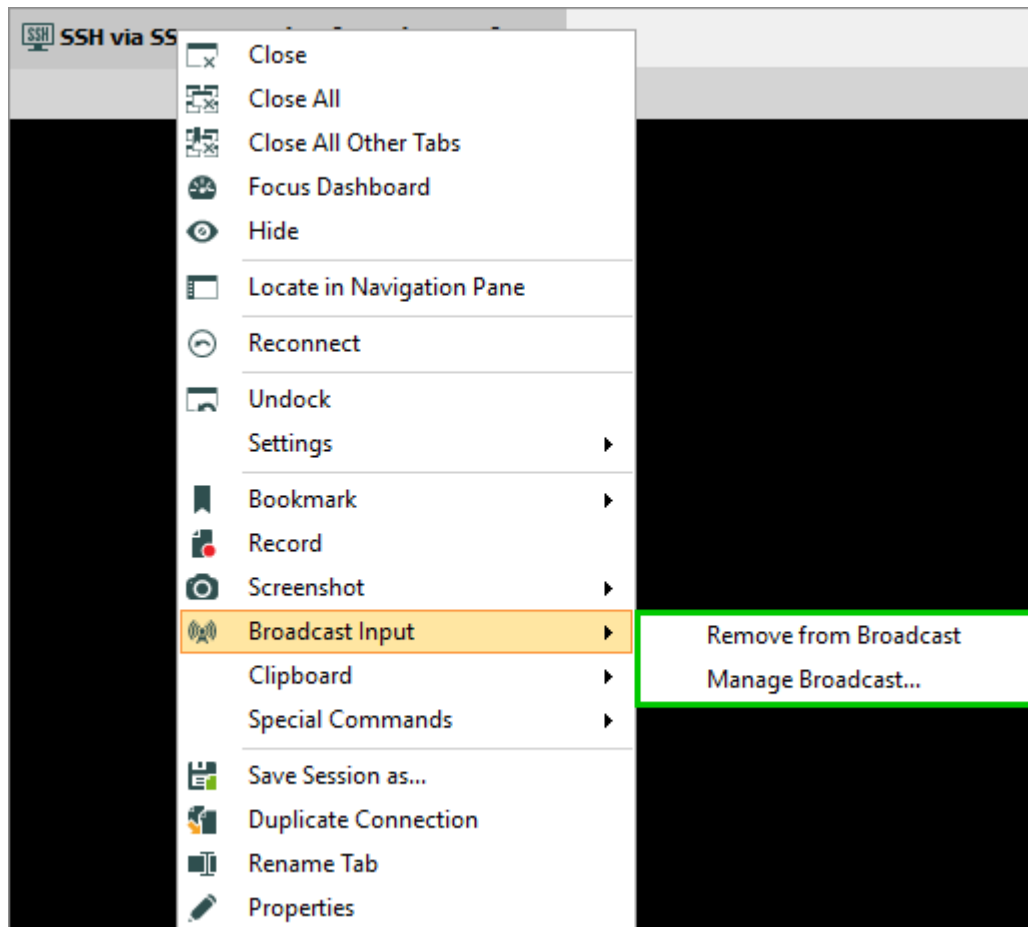 SSH SSH via SS
Close
Close All
Close All Other Tabs
Focus Dashboard
Hide
Locate in Navigation Pane
Reconnect
Undock
Settings
Bookmark
Record
Screenshot
Broadcast Input
Remove from Broadcast
Manage Broadcast...
Clipboard
Special Commands
Save Session as...
Duplicate Connection
Rename Tab
Properties